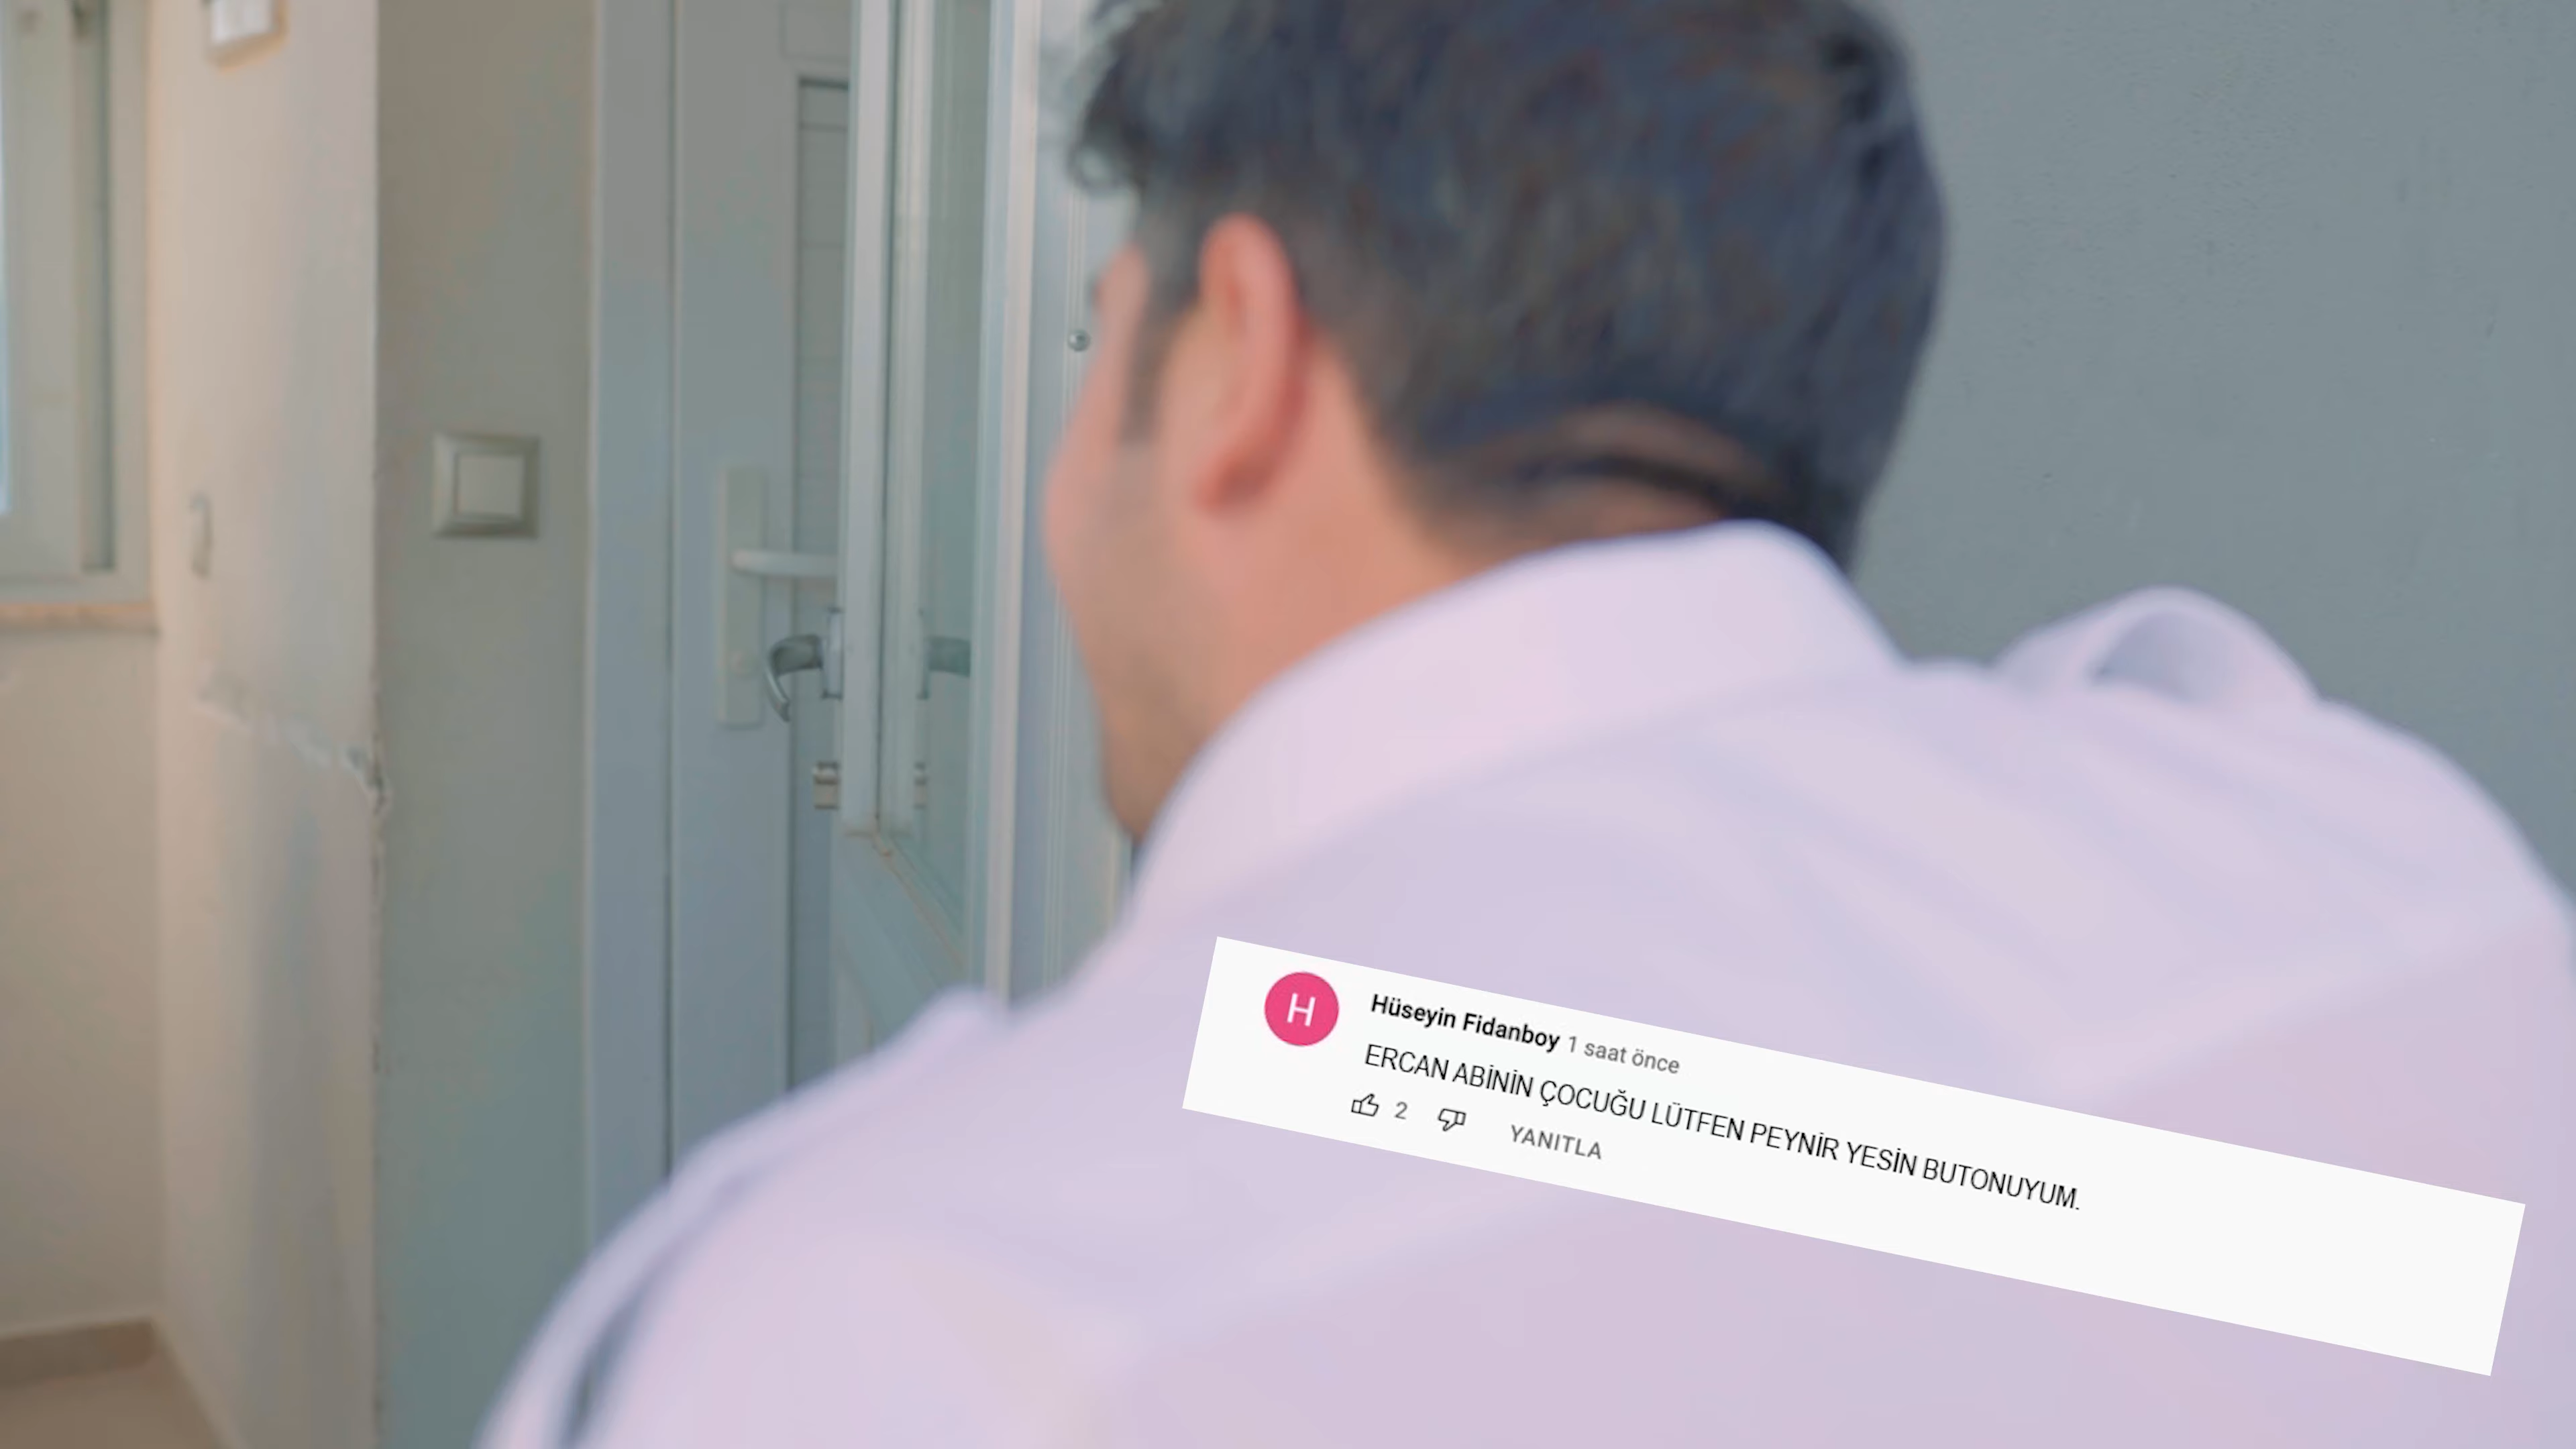 H
Hüseyin Fidanboy 1 saat önce
ERCAN ABİNİN ÇOCUĞU LÜTFEN PEYNİR YESİN BUTONUYUM.
2 YANITLA